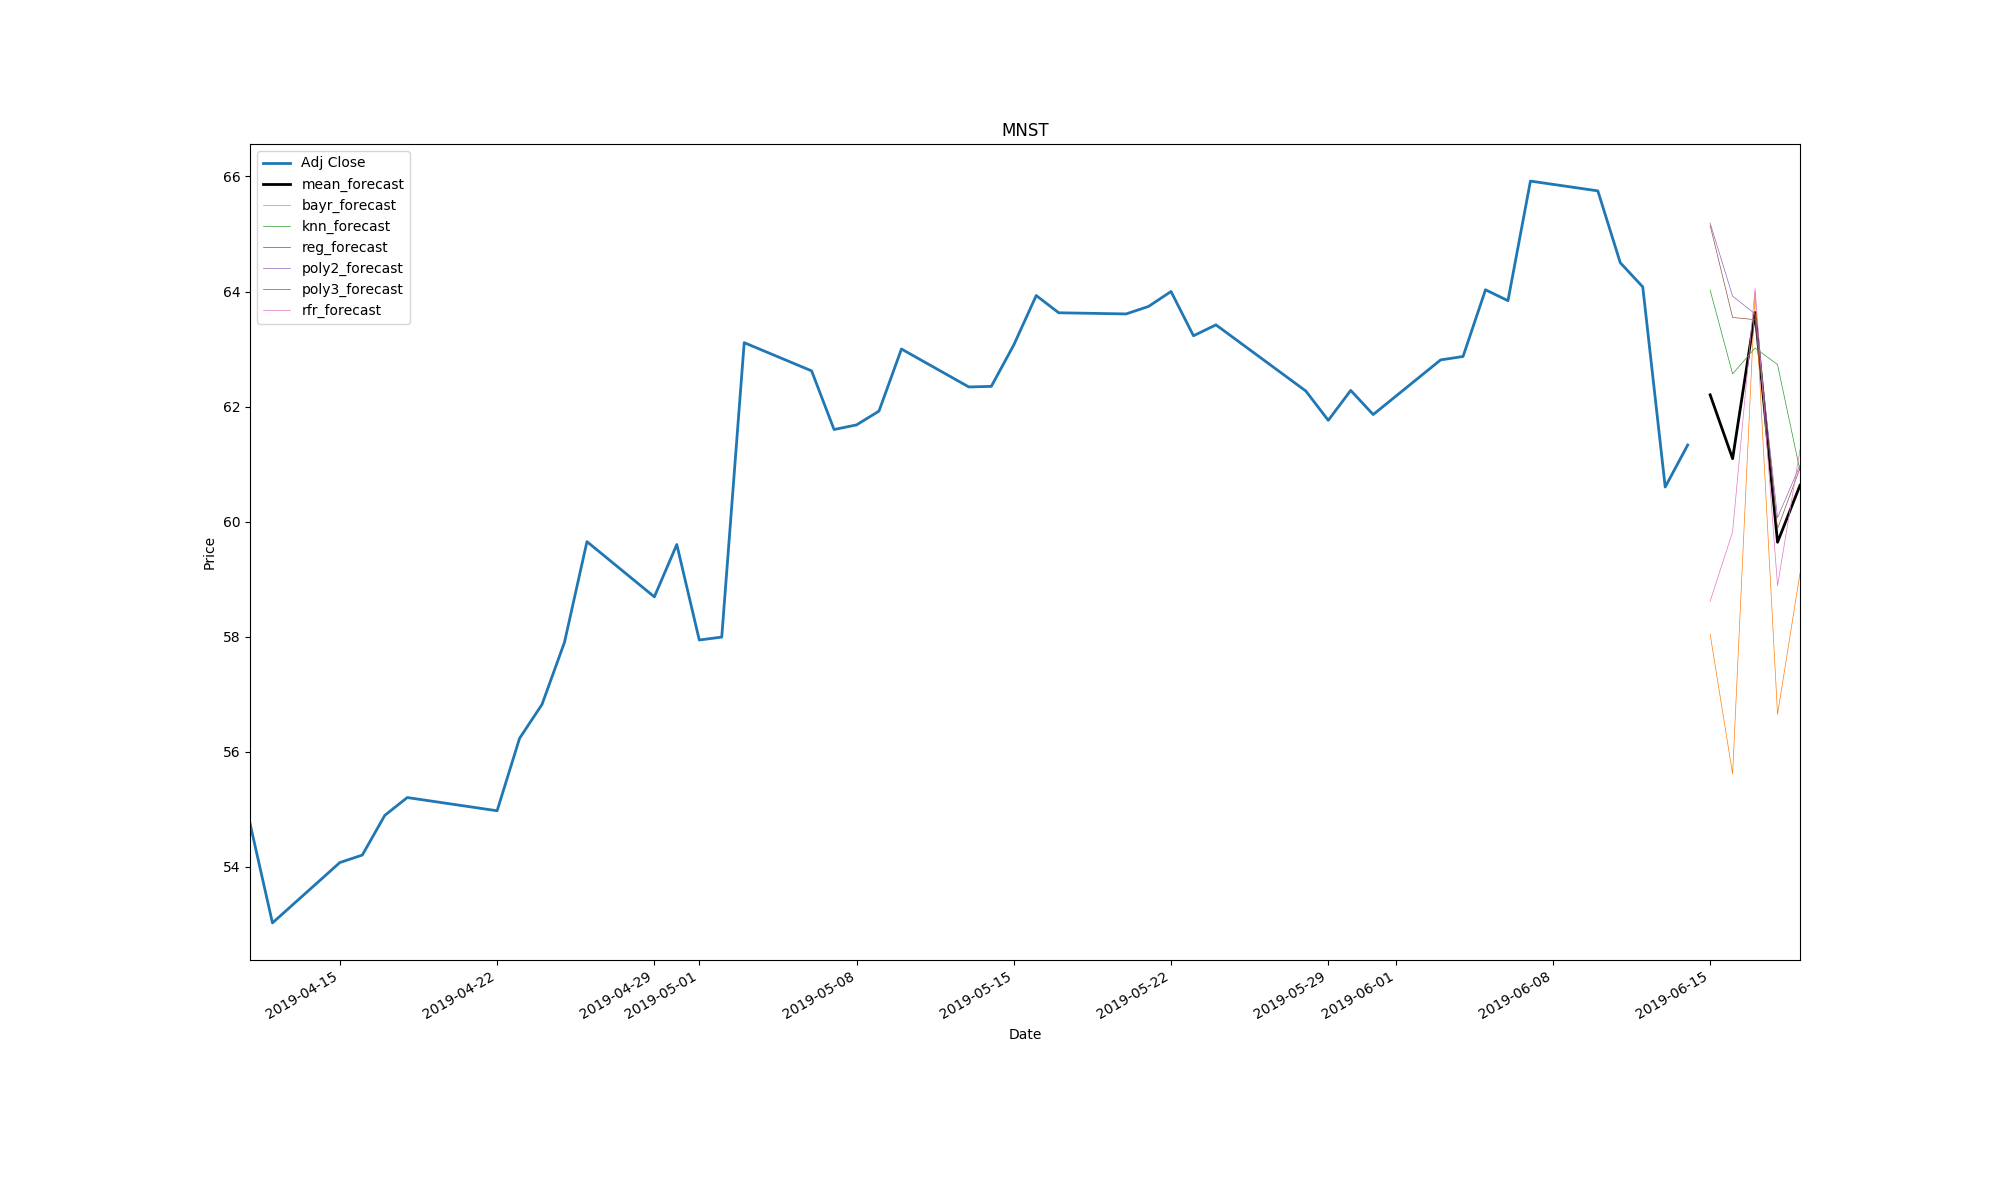 MNST
Adj Close
mean_forecast
bayr_forecast
knn_forecast
reg_forecast
poly2_forecast
poly3_forecast
rfr_forecast
66
64
62
60
58
56
54
Price
2019-04-15
2019-04-22
2019-04-29
2019-05-01
2019-05-08
2019-05-15
2019-05-22
2019-05-29
2019-06-01
2019-06-08
2019-06-15
Date